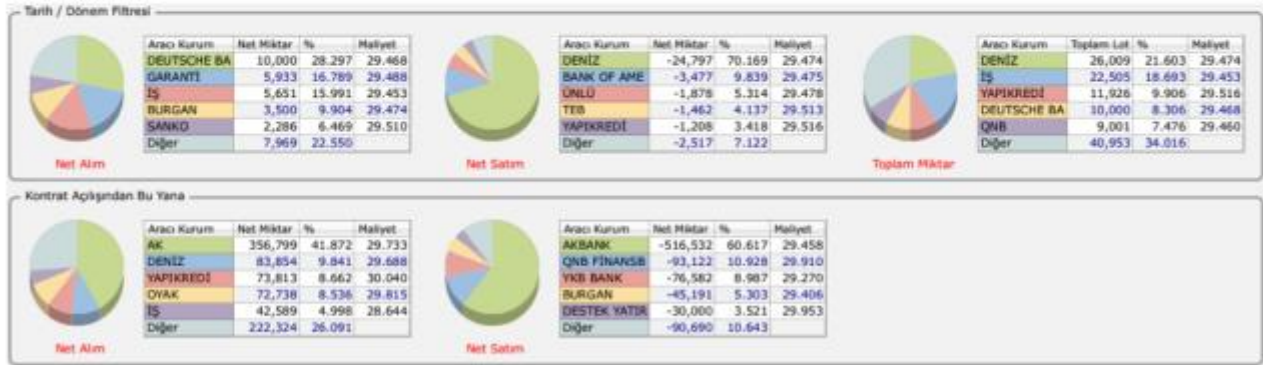 Tarih / Dönem Filtresi
Aracı Kurum Net Miktar % Maliyet
DEUTSCHE BA 10,000 28.297 29.468
GARANTİ 5,933 16.789 29.488
İŞ 5,651 15.991 29.453
BURGAN 3,500 9.904 29.474
SANKO 2,286 6.469 29.510
Diğer 7,969 22.550
Net Alım
Aracı Kurum Net Miktar % Maliyet
DENİZ -24,797 70.169 29.474
BANK OF AME -3,477 9.839 29.475
ÜNLÜ -1,878 5.314 29.478
TEB -1,462 4.137 29.513
YAPIKREDİ -1,208 3.418 29.516
Diğer -2,517 7.122
Net Satım
Aracı Kurum Toplam Lot % Maliyet
DENİZ 26,009 21.603 29.474
İŞ 22,505 18.693 29.453
YAPIKREDİ 11,926 9.906 29.516
DEUTSCHE BA 10,000 8.306 29.468
QNB 9,001 7.476 29.460
Diğer 40,953 34.016
Toplam Miktar
Kontrat Açılışından Bu Yana
Aracı Kurum Net Miktar % Maliyet
AK 356,799 41.872 29.733
DENİZ 83,854 9.841 29.688
YAPIKREDİ 73,813 8.662 30.040
OYAK 72,738 8.536 29.815
İŞ 42,589 4.998 28.644
Diğer 222,324 26.091
Net Alım
Aracı Kurum Net Miktar % Maliyet
AKBANK -516,532 60.617 29.458
QNB FİNANSB -93,122 10.928 29.910
YKB BANK -76,582 8.987 29.270
BURGAN -45,191 5.303 29.406
DESTEK YATIR -30,000 3.521 29.953
Diğer -90,690 10.643
Net Satım